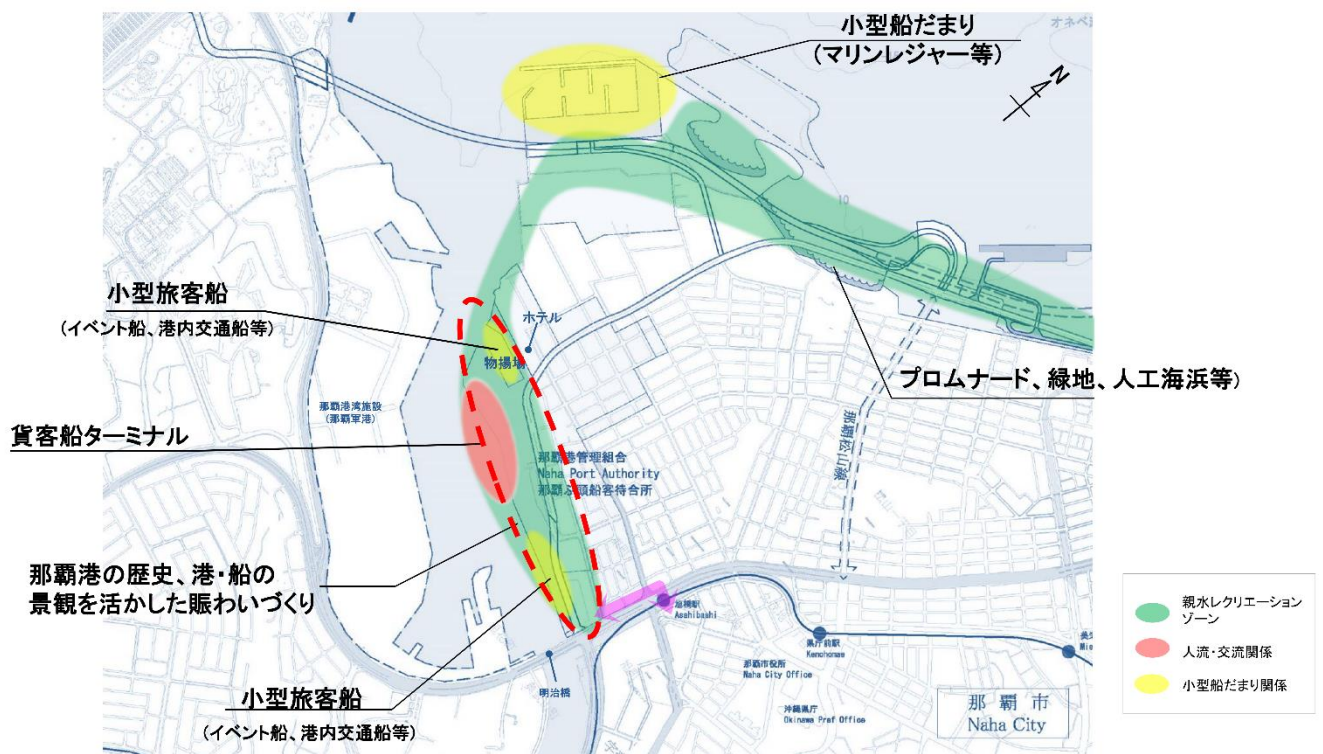 小型船だまり
(マリンレジャー等)
オネベ
N
10
小型旅客船
(イベント船、港内交通船等)
ホテル
物揚場
プロムナード、緑地、人工海浜等)
那覇港湾施設
(那覇軍港)
貨客船ターミナル
那覇港管理組合
Naha Port Authority
那覇ふ頭船客待合所
那覇松山線
那覇港の歴史、港・船の
景観を活かした賑わいづくり
旭橋駅
Asahibashi
県庁前駅
Kenchomae
美
Mi
那覇市役所
Naha City Office
明治橋
小型旅客船
(イベント船、港内交通船等)
沖縄県庁
Okinawa Pref Office
那覇市
Naha City
親水レクリエーション
ゾーン
人流・交流関係
小型船だまり関係